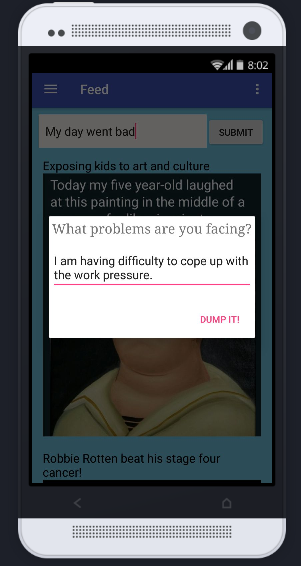 8:02
Feed
My day went bad
SUBMIT
Exposing kids to art and culture
Today my five year-old laughed
at this painting in the middle of a
What problems are you facing?
I am having difficulty to cope up with
the work pressure.
DUMP IT!
Robbie Rotten beat his stage four
cancer!